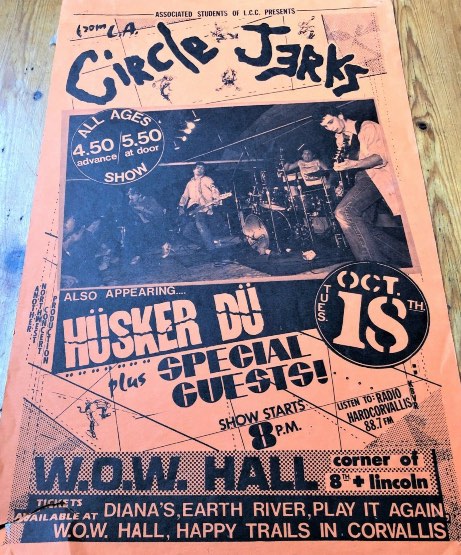 ASSOCIATED STUDENTS OF L.C.C. PRESENTS
from L.A.
CIRCLE JERKS
ALL AGES
4.50 advance
5.50 at door
SHOW
ALSO APPEARING....
HÜSKER DÜ
plus SPECIAL GUESTS!
TUES. OCT. 18TH.
ANOTHER
NORTHWEST CONCERT
PRODUCTION
SHOW STARTS
8 P.M.
LISTEN TO: RADIO
HARDCORVALLIS
88.1 FM
KBVR
W.O.W. HALL
corner of
8TH + lincoln
TICKETS
AVAILABLE AT DIANA'S, EARTH RIVER, PLAY IT AGAIN,
W.O.W. HALL, HAPPY TRAILS IN CORVALLIS